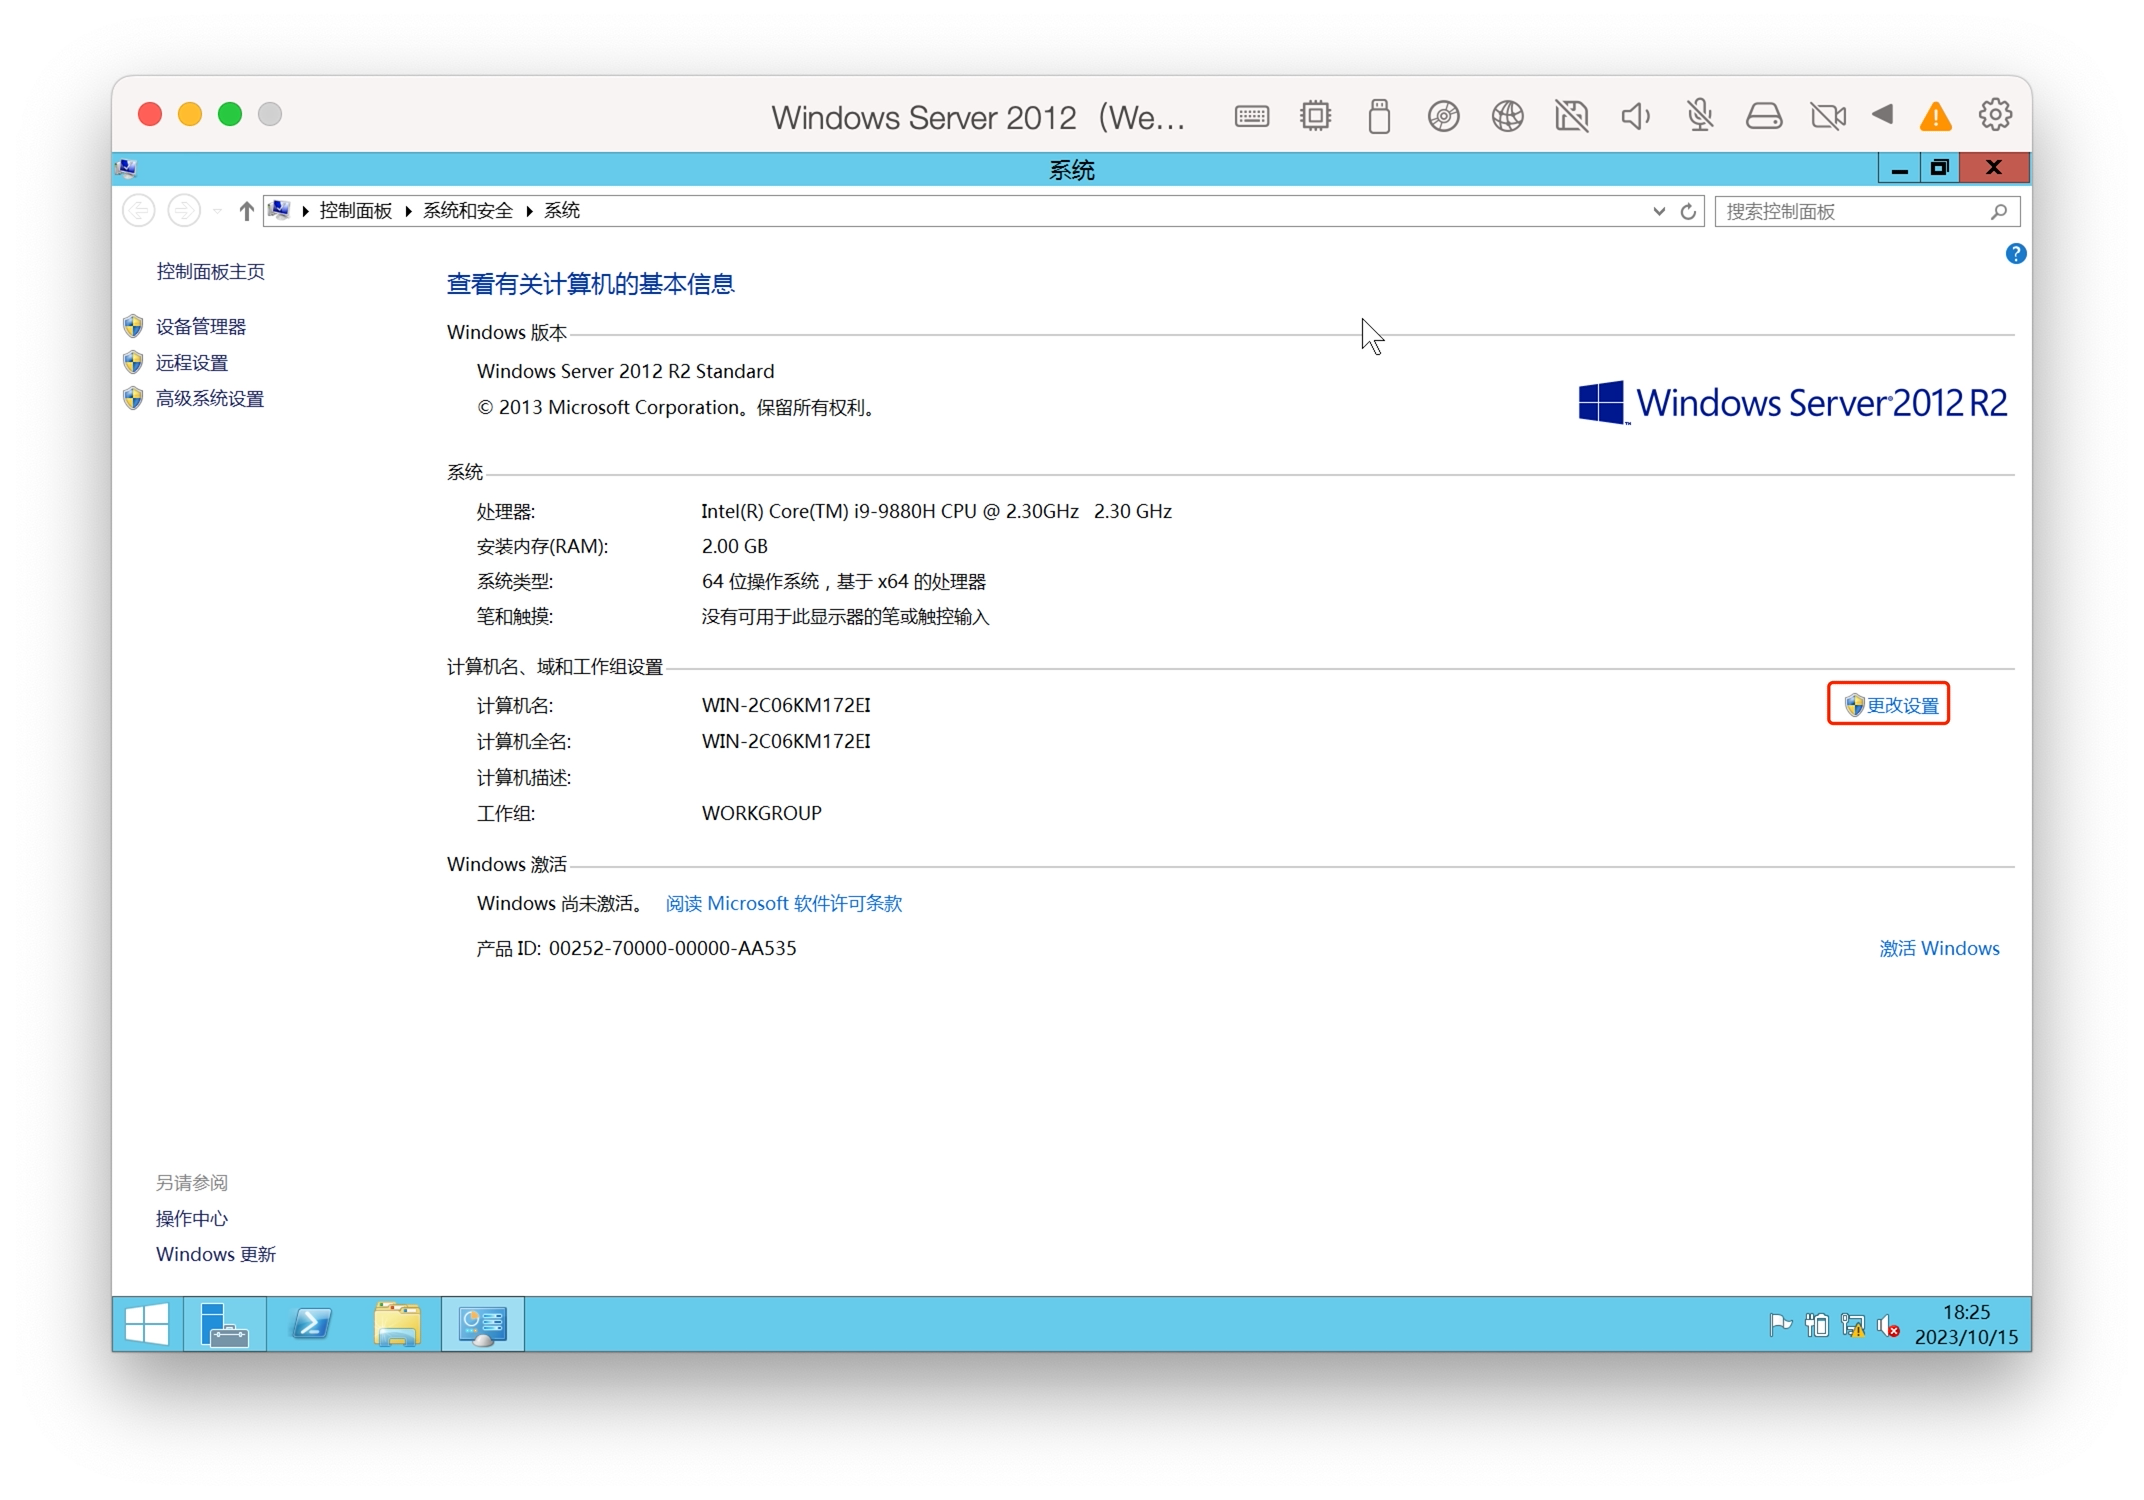 Windows Server 2012（We...
系统
控制面板 系统和安全 系统
搜索控制面板
控制面板主页
设备管理器
远程设置
高级系统设置
查看有关计算机的基本信息
Windows 版本
Windows Server 2012 R2 Standard
© 2013 Microsoft Corporation。保留所有权利。
Windows Server 2012 R2
系统
处理器: Intel(R) Core(TM) i9-9880H CPU @ 2.30GHz 2.30 GHz
安装内存(RAM): 2.00 GB
系统类型: 64 位操作系统，基于 x64 的处理器
笔和触摸: 没有可用于此显示器的笔或触控输入
计算机名、域和工作组设置
计算机名: WIN-2C06KM172EI 更改设置
计算机全名: WIN-2C06KM172EI
计算机描述:
工作组: WORKGROUP
Windows 激活
Windows 尚未激活。 阅读 Microsoft 软件许可条款
产品 ID: 00252-70000-00000-AA535 激活 Windows
另请参阅
操作中心
Windows 更新
18:25
2023/10/15